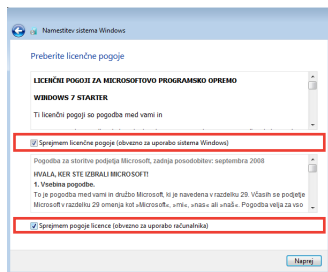 Namestitev sistema Windows
Preberite licenčne pogoje
LICENČNI POGOJI ZA MICROSOFTOVO PROGRAMSKO OPREMO
WINDOWS 7 STARTER
Ti licenčni pogoji so pogodba med vami in
Sprejmem licenčne pogoje (obvezno za uporabo sistema Windows)
Pogodba za storitve podjetja Microsoft, zadnja posodobitev: september 2008
HVALA, KER STE IZBRALI MICROSOFT!
1. Vsebina pogodbe.
To je pogodba med vami in družbo Microsoft, ki je navedena v razdelku 29. Včasih se podjetje
Microsoft v razdelku 29 omenja kot »Microsoft«, »mi«, »nas« ali »naš«. Pogodba velja za vso
Sprejmem pogoje licence (obvezno za uporabo računalnika)
Naprej